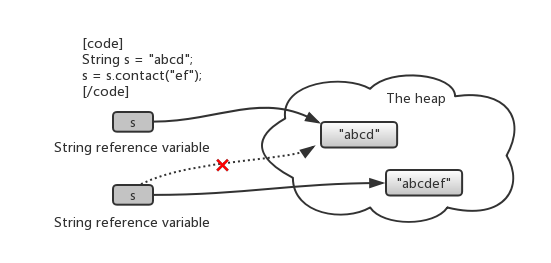 [code]
String s = "abcd";
s = s.contact("ef");
[/code]
The heap
s
"abcd"
String reference variable
s
"abcdef"
String reference variable